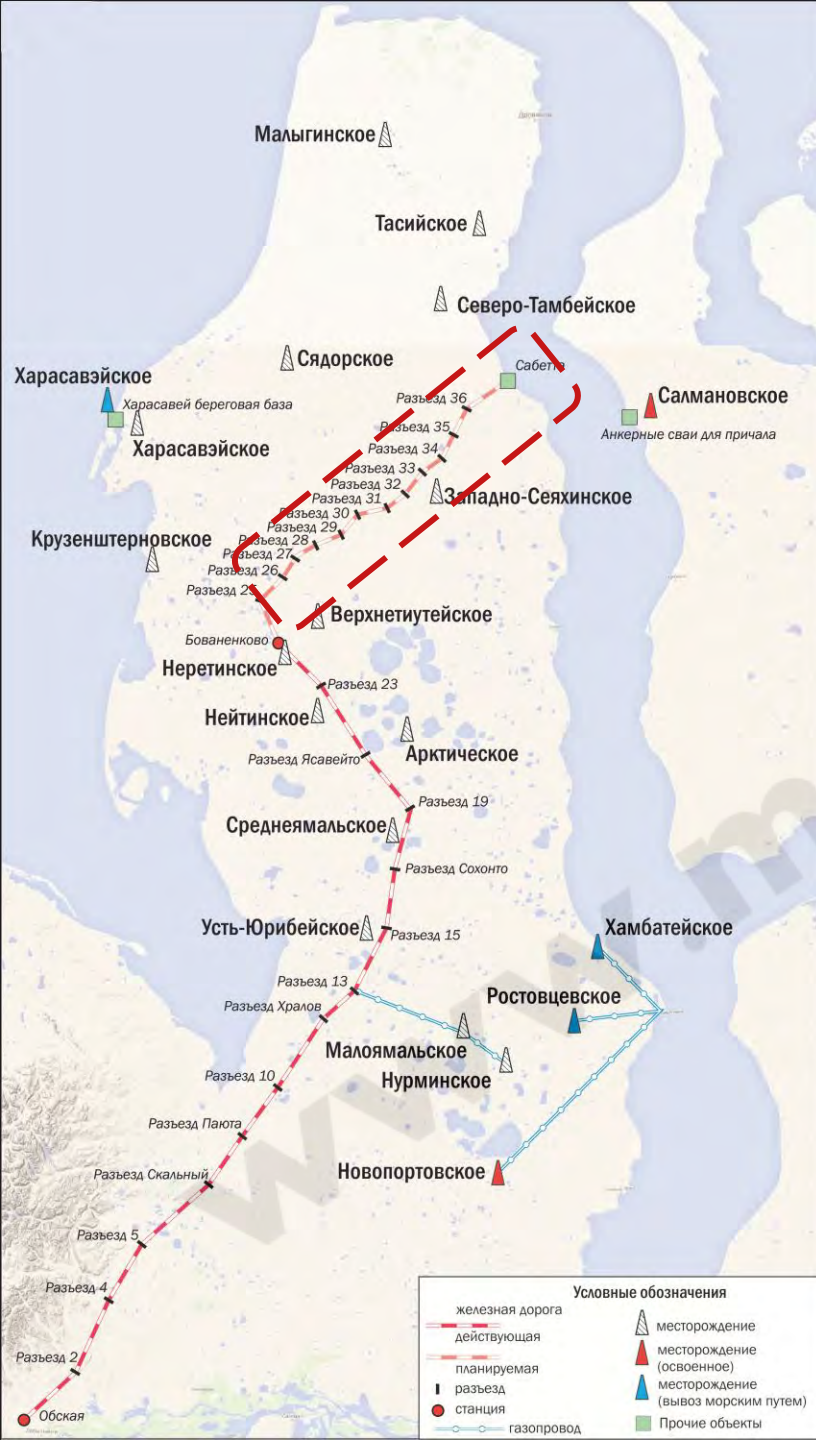 Малыгинское
Тасийское
Северо-Тамбейское
Сядорское
Сабетта
Харасавэйское
Разъезд 36
Салмановское
Харасавей береговая база
Разъезд 35
Анкерные сваи для причала
Харасавэйское
Разъезд 34
Разъезд 33
Разъезд 32
Западно-Сеяхинское
Разъезд 31
Разъезд 30
Разъезд 29
Крузенштерновское
Разъезд 28
Разъезд 27
Разъезд 26
Разъезд 25
Верхнетиутейское
Бованенково
Неретинское
Разъезд 23
Нейтинское
Арктическое
Разъезд Ясавейто
Разъезд 19
Среднеямальское
Разъезд Сохонто
Усть-Юрибейское
Разъезд 15
Хамбатейское
Разъезд 13
Ростовцевское
Разъезд Хралов
Малоямальское
Нурминское
Разъезд 10
Разъезд Паюта
Разъезд Скальный
Новопортовское
Разъезд 5
Разъезд 4
Разъезд 2
Обская
Условные обозначения
железная дорога
действующая
планируемая
разъезд
станция
газопровод
месторождение
месторождение
(освоенное)
месторождение
(вывоз морским путем)
Прочие объекты
www.m